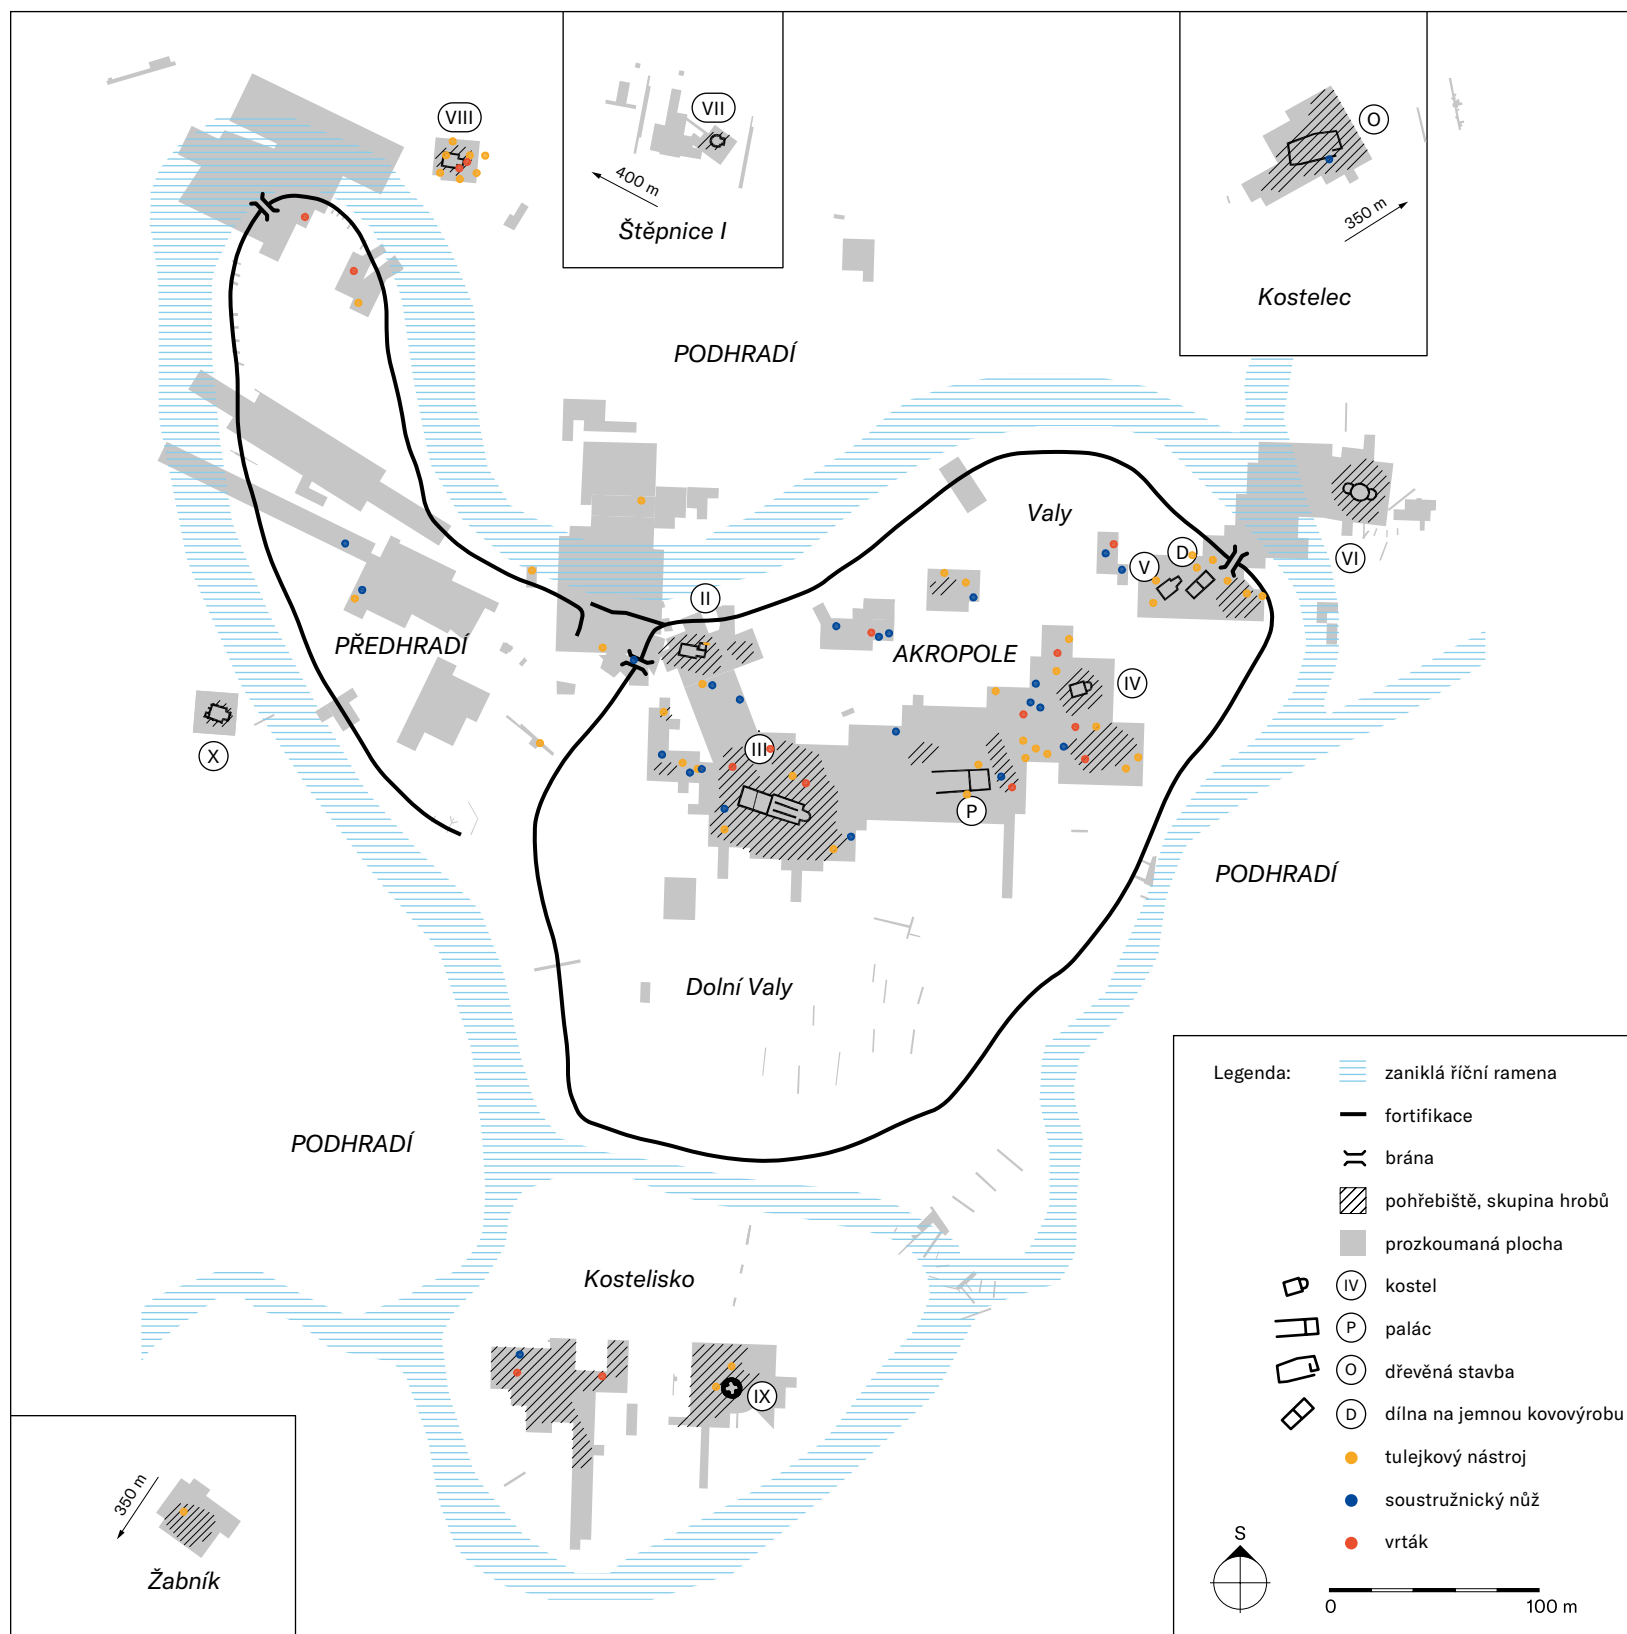 VIII
VII
400 m
Štěpnice I
O
350 m
Kostelec
PODHRADÍ
Valy
D
V
VI
II
PŘEDHRADÍ
AKROPOLE
IV
X
III
P
PODHRADÍ
Dolní Valy
PODHRADÍ
Kostelisko
IX
350 m
Žabník
Legenda:
zaniklá říční ramena
fortifikace
brána
pohřebiště, skupina hrobů
prozkoumaná plocha
IV kostel
P palác
O dřevěná stavba
D dílna na jemnou kovovýrobu
tulejkový nástroj
soustružnický nůž
vrták
S
0 100 m